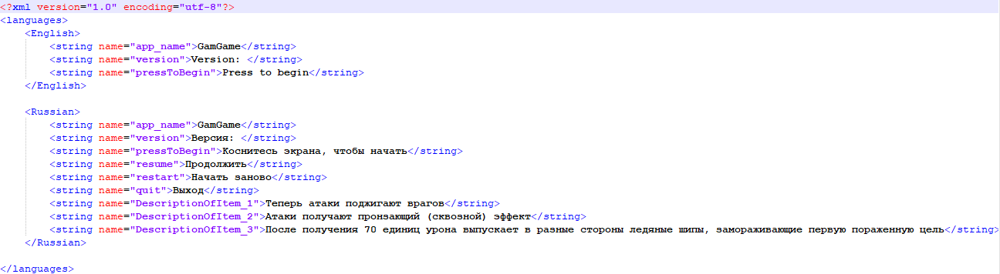 <?xml version="1.0" encoding="utf-8"?>
<languages>
<English>
<string name="app_name">GamGame</string>
<string name="version">Version: </string>
<string name="pressToBegin">Press to begin</string>
</English>
<Russian>
<string name="app_name">GamGame</string>
<string name="version">Версия: </string>
<string name="pressToBegin">Коснитесь экрана, чтобы начать</string>
<string name="resume">Продолжить</string>
<string name="restart">Начать заново</string>
<string name="quit">Выход</string>
<string name="DescriptionOfItem_1">Теперь атаки поджигают врагов</string>
<string name="DescriptionOfItem_2">Атаки получают пронзающий (сквозной) эффект</string>
<string name="DescriptionOfItem_3">После получения 70 единиц урона выпускает в разные стороны ледяные шипы, замораживающие первую пораженную цель</string>
</Russian>
</languages>